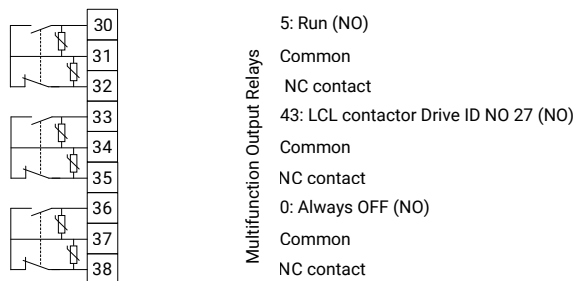 30 5: Run (NO)
31 Common
32 NC contact
33 43: LCL contactor Drive ID NO 27 (NO)
34 Common
35 NC contact
36 0: Always OFF (NO)
37 Common
38 NC contact
Multifunction Output Relays